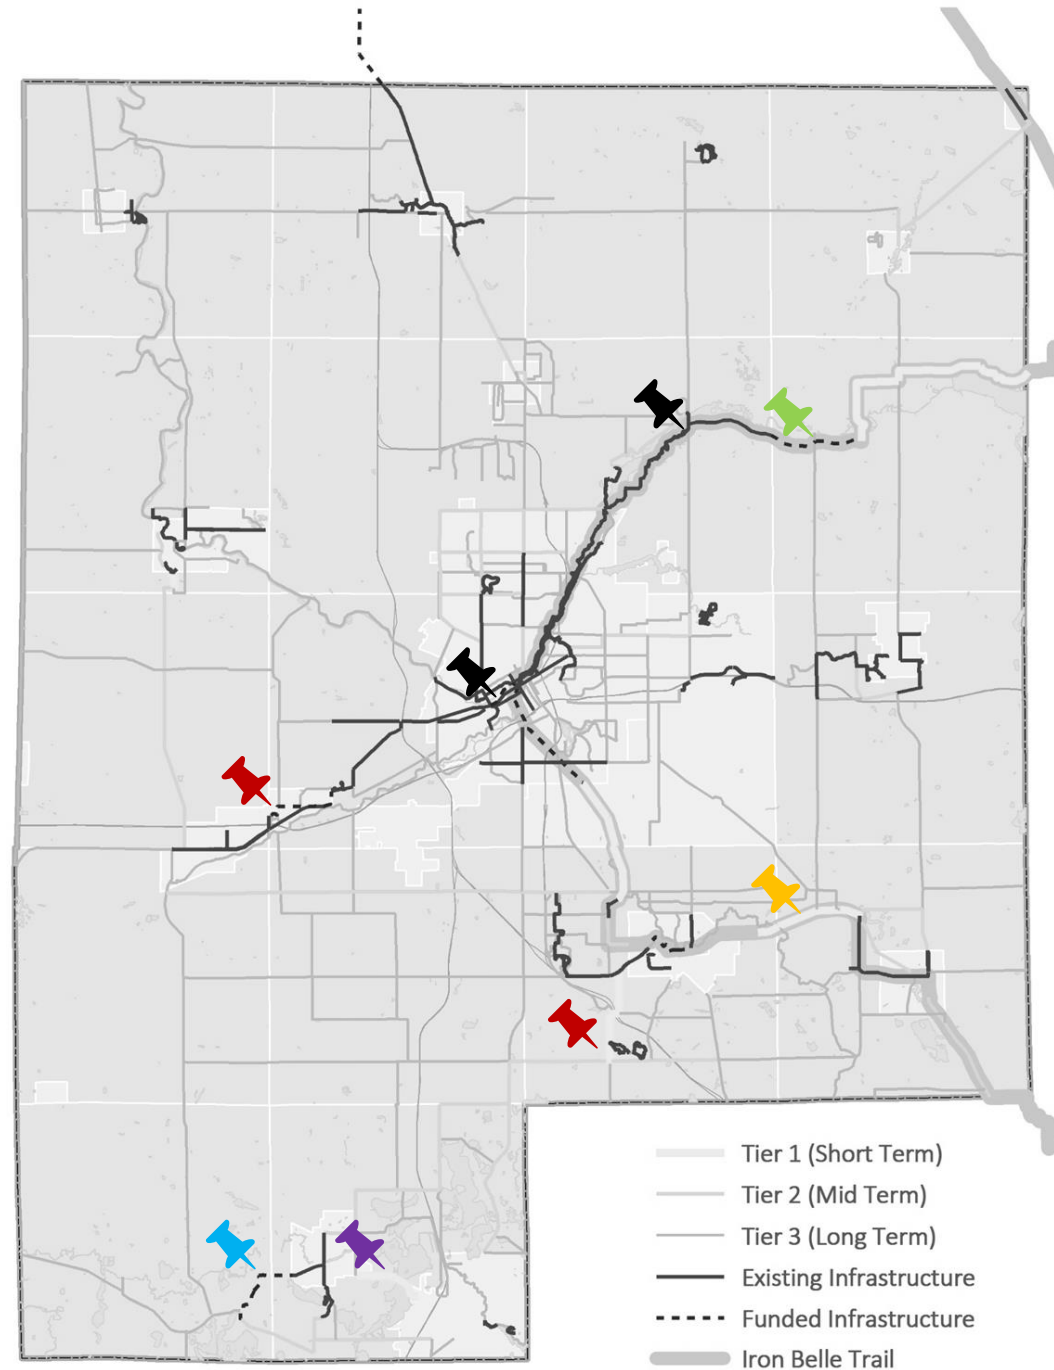 Tier 1 (Short Term)
Tier 2 (Mid Term)
Tier 3 (Long Term)
Existing Infrastructure
Funded Infrastructure
Iron Belle Trail